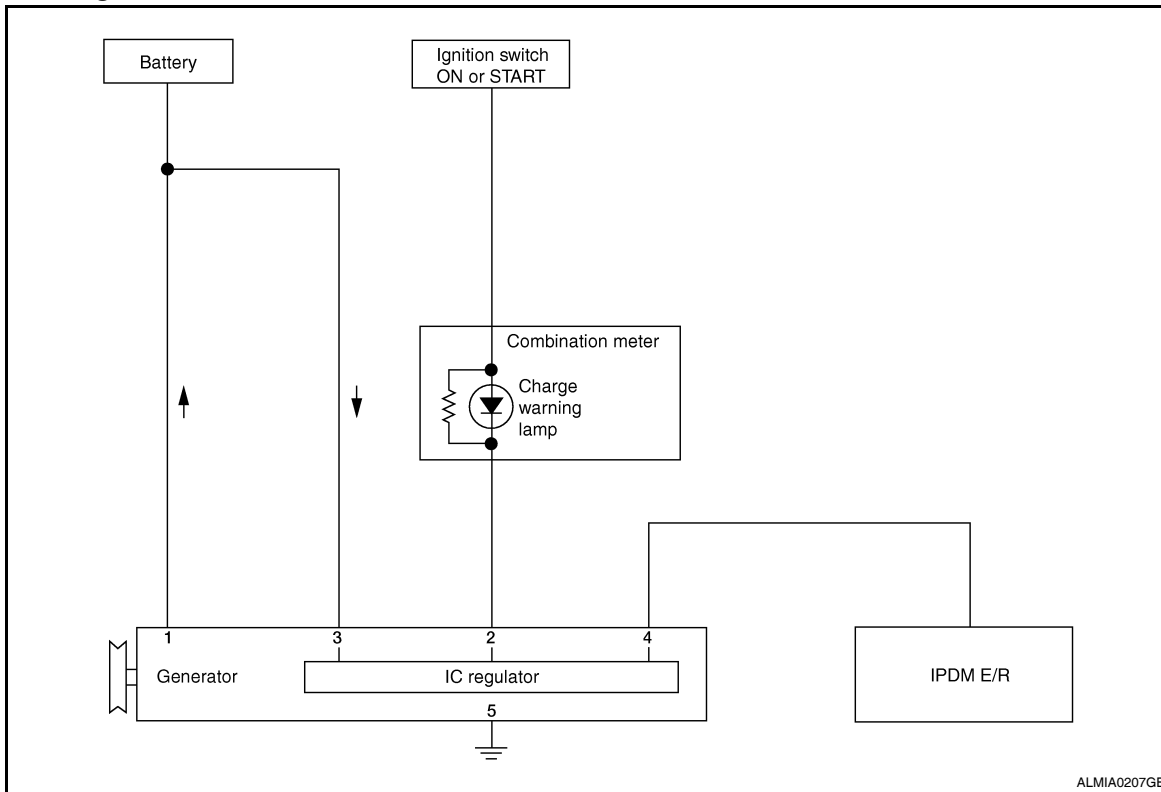 Battery
Ignition switch
ON or START
Combination meter
Charge
warning
lamp
1
3
2
4
Generator
IC regulator
IPDM E/R
5